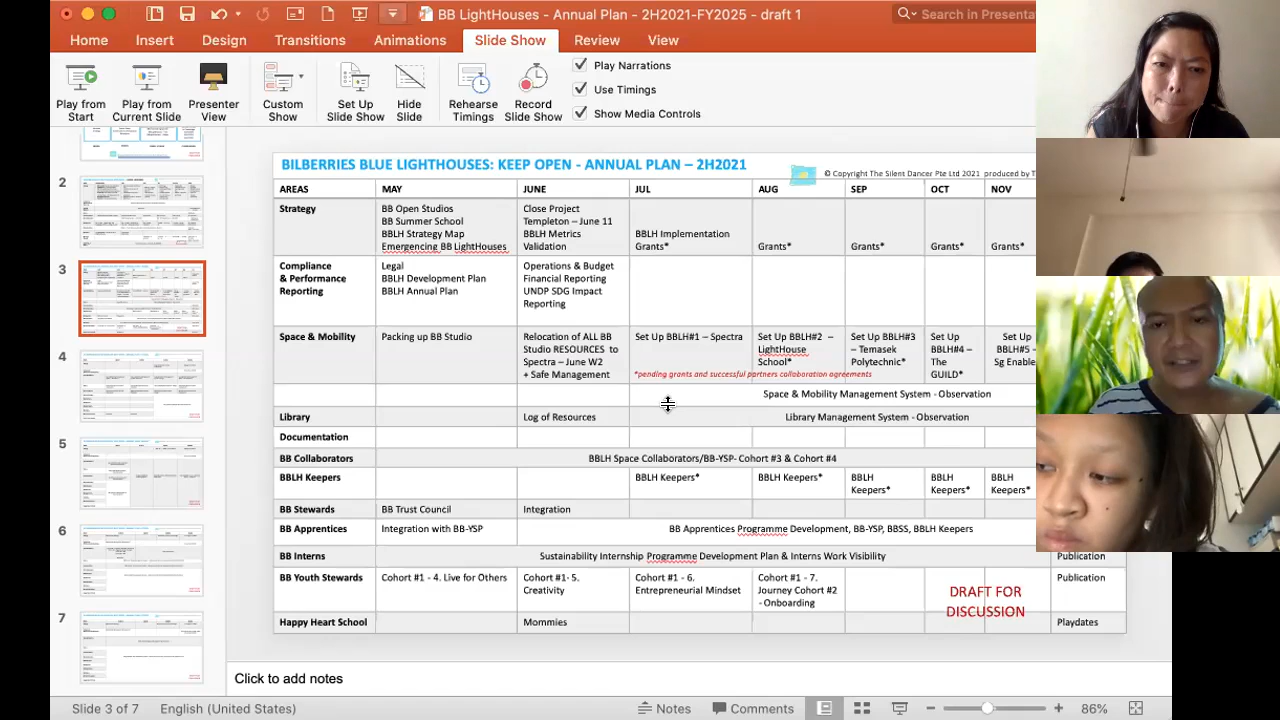 BB LightHouses - Annual Plan - 2H2021-FY2025 - draft 1
Search in Presenta
Home Insert Design Transitions Animations Slide Show Review View
Play from Start
Play from Current Slide
Presenter View
Custom Show
Set Up Slide Show
Hide Slide
Rehearse Timings
Record Slide Show
Play Narrations
Use Timings
Show Media Controls
2
3
4
5
6
7
BILBERRIES BLUE LIGHTHOUSES: KEEP OPEN - ANNUAL PLAN – 2H2021
right The Silent Dancer Pte Ltd 2021
AREAS MAY JUNE JUL AUG SEP OCT NOV
Strategy
BB Open Studios
BB Summer School
BBLH Strategy Map
Emergencing BB LightHouses
Close Project
Temption – June 11
Impact Metrics
Validation
BBLH Implementation
Grants* Grants* Grants* Grants* Grants*
Compliance
& Performance
Reporting
Legal
BBLH Development Plan
BBLH Annual Plan
Operations & Budget
Financial Reporting
UNDP SDG Impact
Reporting
Space & Mobility
Packing up BB Studio
Relocation of ALL BB
Studio RESOURCES to
Spectra – June W2
Safe Management
Set Up BBLH#1 – Spectra
Set Up BBLH#2 –
LightHouse
School*
Set Up BBLH#3
– Temasek
Polytechnic*
Set Up
BBLH#4 –
The
GUILD*
Set Up
BBLH#5 –
Sg Enable
*pending grants and successful partners collaboration agreements
Space & Mobility Management System - Observation
Library Log of Resources
ry Management System - Observation
Documentation
BB Collaborators BBLH Space Collaborators/BB-YSP- Cohort #3 & Cohort #4
BBLH Keepers
BBLH Keepers*
BBLH Keepers*
BBLH
Keepers*
BBLH
Keepers*
BBLH
Keepers*
BB Stewards BB Trust Council Integration
BB Apprentices Integration with BB-YSP BB Apprentices Programme Development, BB-YSP, BBSS, BBLH Keepers
BB Interns Sustainability Internship Programme Development Plan & Interns Work Visibility Publication
BB Youth Stewards
Cohort #1 - 4. Live for Others
Cohort #1- 5.
Creativity
Cohort #1 - 6.
Entrepreneurial Mindset
Cohort #1 - 7.
Journey Cohort #2
- Onboarding
Publication
DRAFT FOR
DISCUSSION
Happy Heart School Mommies Playdates
Click to add notes
Slide 3 of 7 English (United States) Notes Comments 86%